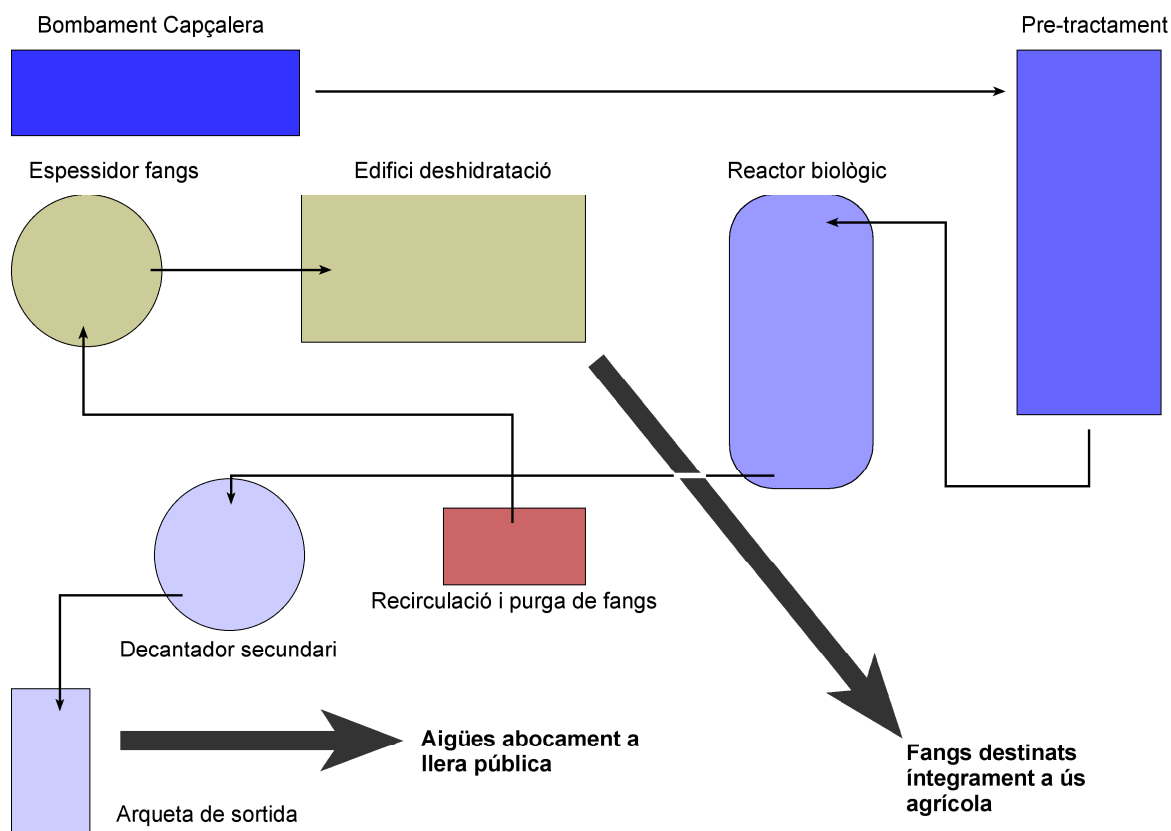 Bombament Capçalera
Pre-tractament
Espessidor fangs
Edifici deshidratació
Reactor biològic
Recirculació i purga de fangs
Decantador secundari
Aigües abocament a
llera pública
Fangs destinats
íntegrament a ús
agrícola
Arqueta de sortida